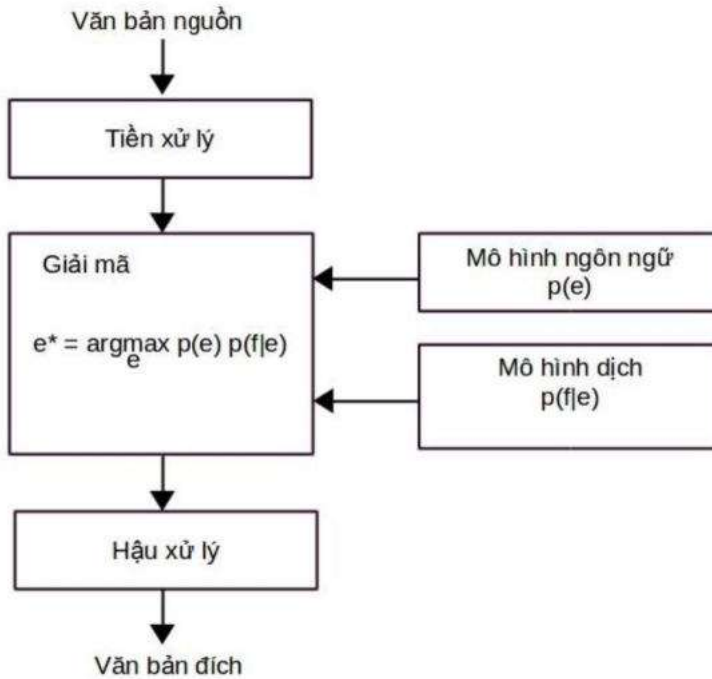 Văn bản nguồn
Tiền xử lý
Giải mã
e* = argmax p(e) p(f|e)
e
Mô hình ngôn ngữ
p(e)
Mô hình dịch
p(f|e)
Hậu xử lý
Văn bản đích